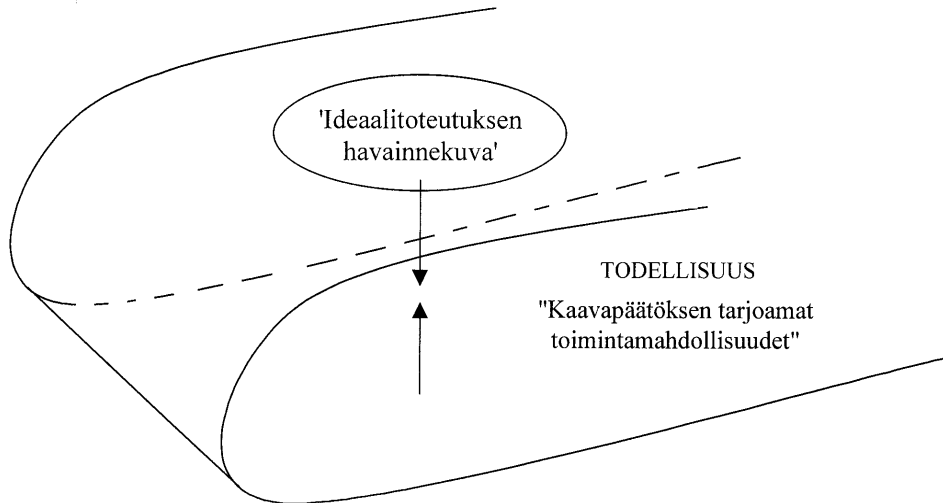 'Ideaalitoteutuksen
havainnekuva'
TODELLISUUS
"Kaavapäätöksen tarjoamat
toimintamahdollisuudet"